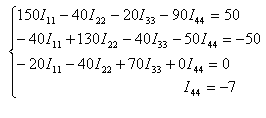 150I₁₁ − 40I₂₂ − 20I₃₃ − 90I₄₄ = 50
−40I₁₁ + 130I₂₂ − 40I₃₃ − 50I₄₄ = −50
−20I₁₁ − 40I₂₂ + 70I₃₃ + 0I₄₄ = 0
I₄₄ = −7